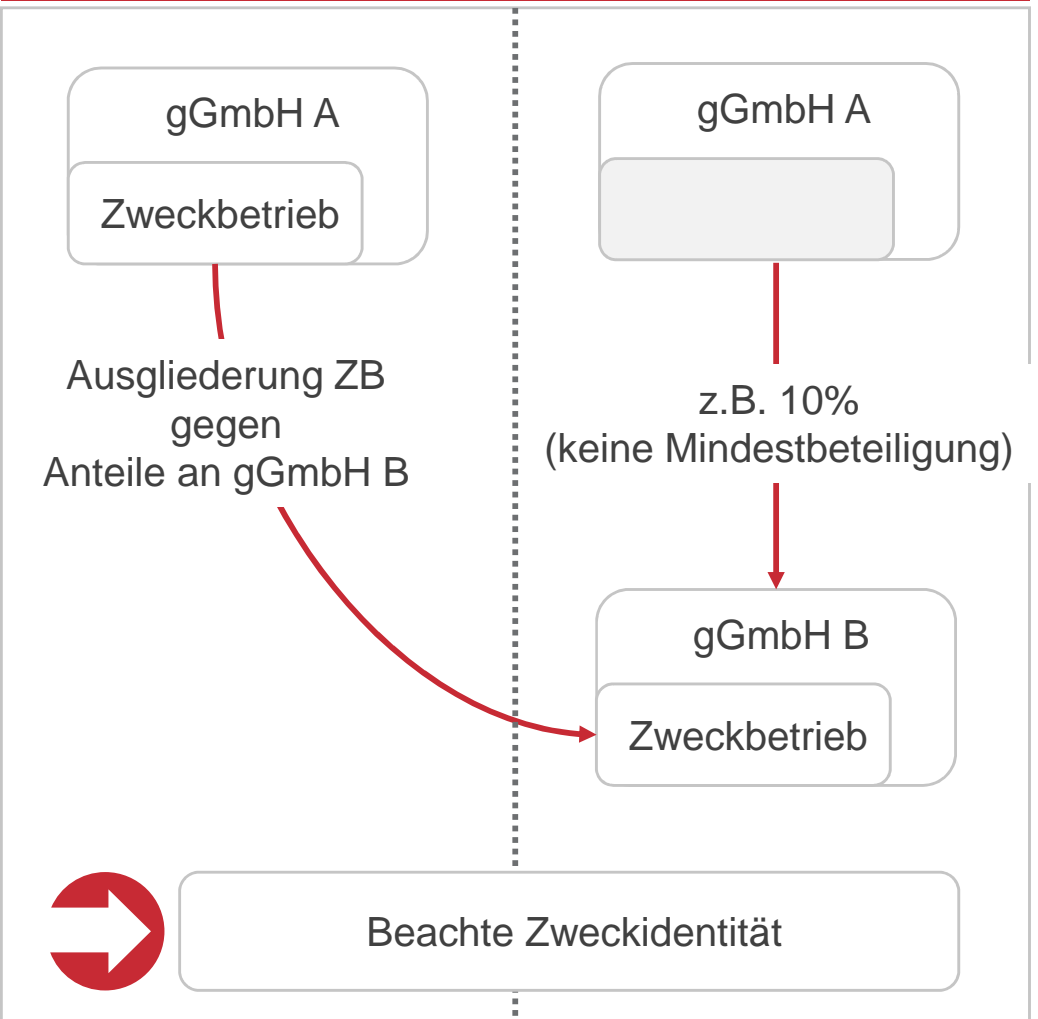 gGmbH A
Zweckbetrieb
Ausgliederung ZB
gegen
Anteile an gGmbH B
gGmbH A
z.B. 10%
(keine Mindestbeteiligung)
gGmbH B
Zweckbetrieb
Beachte Zweckidentität